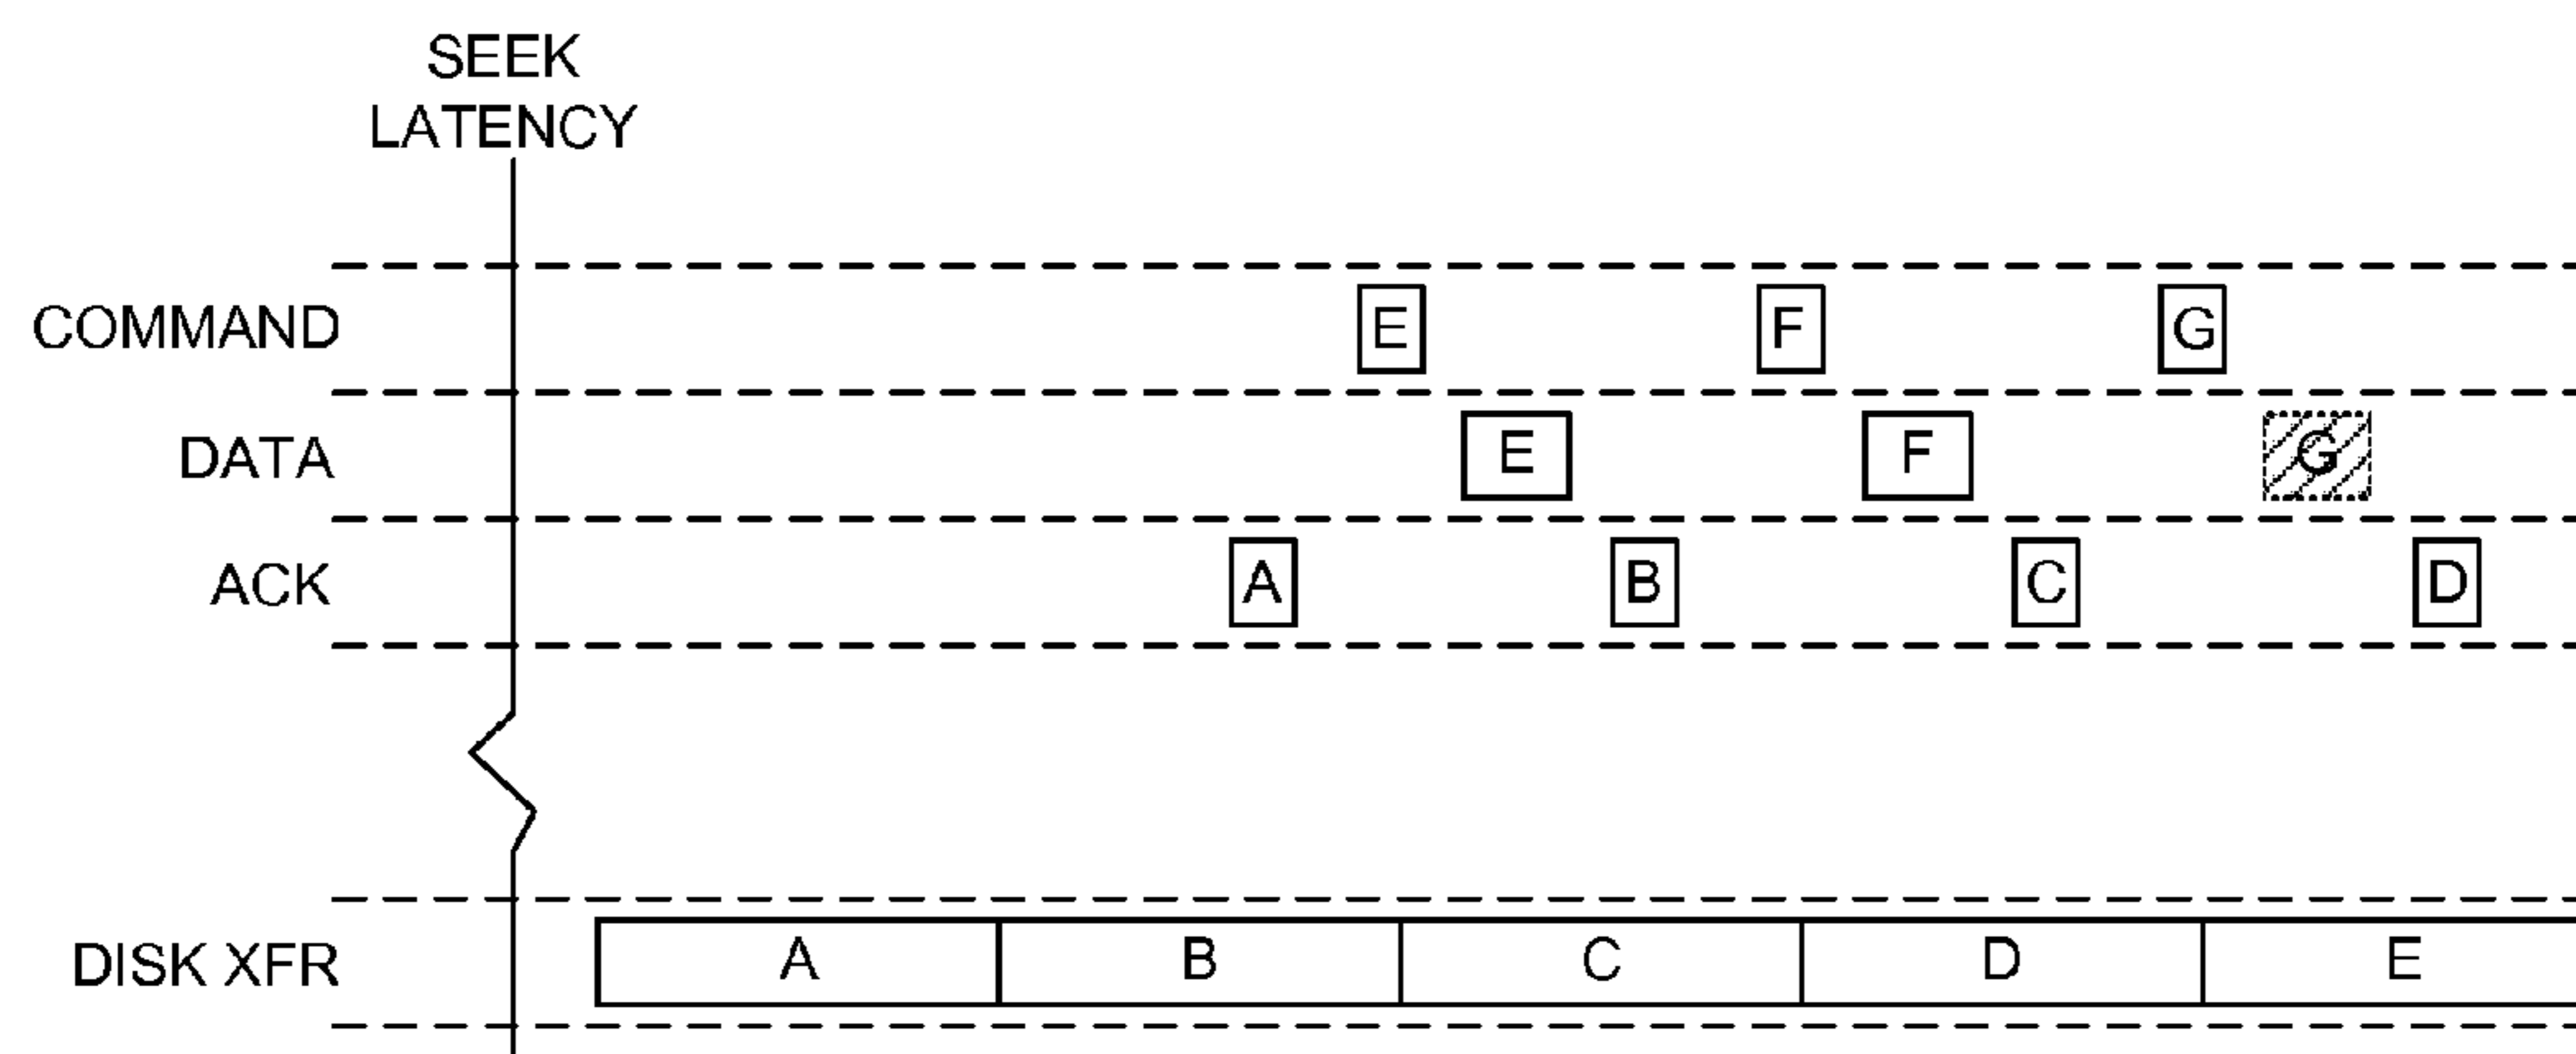 SEEK
LATENCY
COMMAND E F G
DATA E F G
ACK A B C D
DISK XFR A B C D E